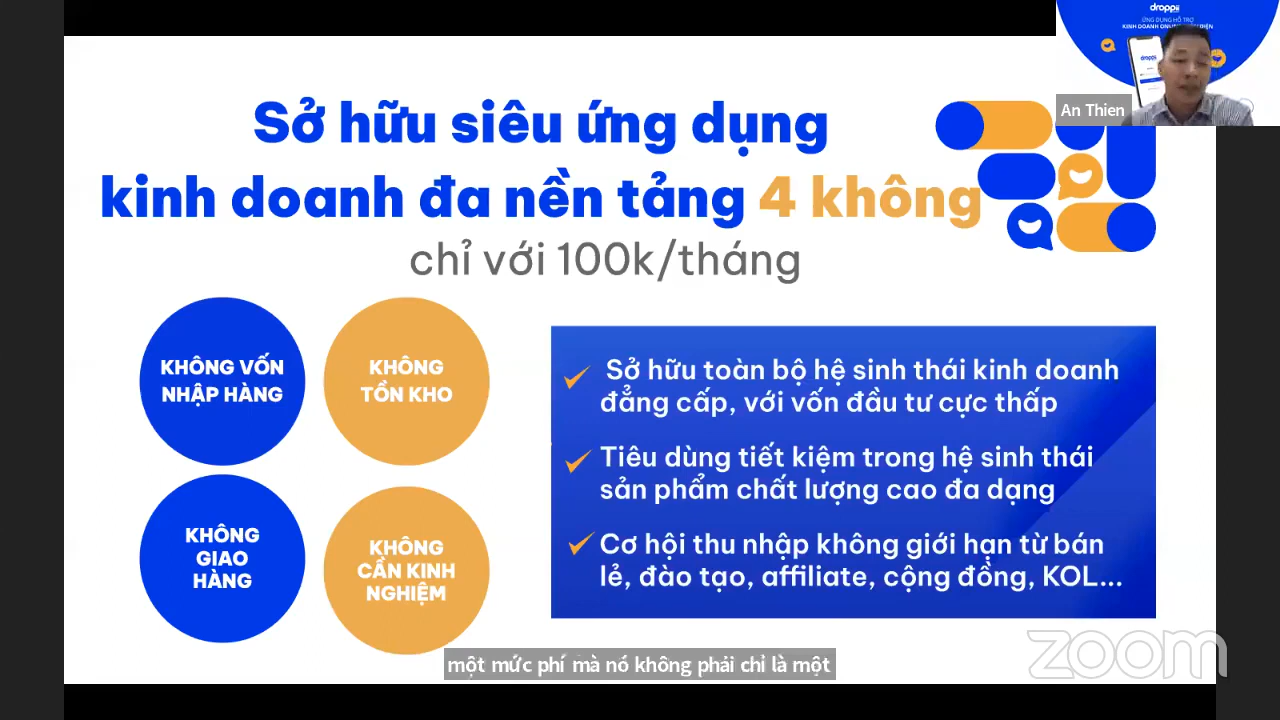 droppii
ỨNG DỤNG HỖ TRỢ
An Thien
Sở hữu siêu ứng dụng
kinh doanh đa nền tảng 4 không
chỉ với 100k/tháng
KHÔNG VỐN
NHẬP HÀNG
KHÔNG
TỒN KHO
KHÔNG
GIAO
HÀNG
KHÔNG
CẦN KINH
NGHIỆM
Sở hữu toàn bộ hệ sinh thái kinh doanh
đẳng cấp, với vốn đầu tư cực thấp
Tiêu dùng tiết kiệm trong hệ sinh thái
sản phẩm chất lượng cao đa dạng
Cơ hội thu nhập không giới hạn từ bán
lẻ, đào tạo, affiliate, cộng đồng, KOL...
một mức phí mà nó không phải chỉ là một
zoom